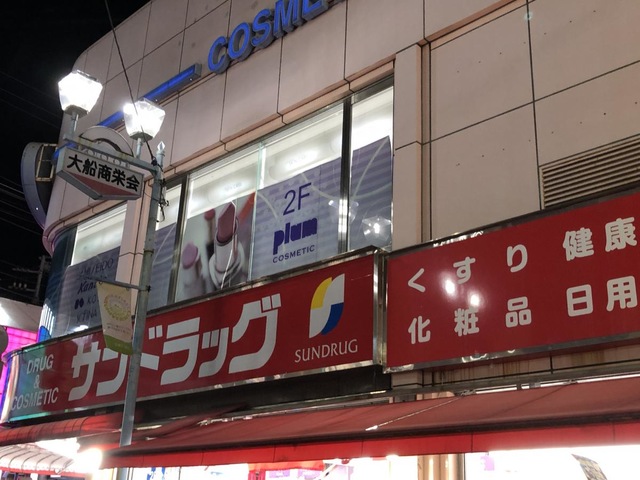 COSME
大船商栄会
2F
plum
COSMETIC
DRUG
&
COSMETIC
サンドラッグ
SUNDRUG
くすり 健康
化粧品 日用